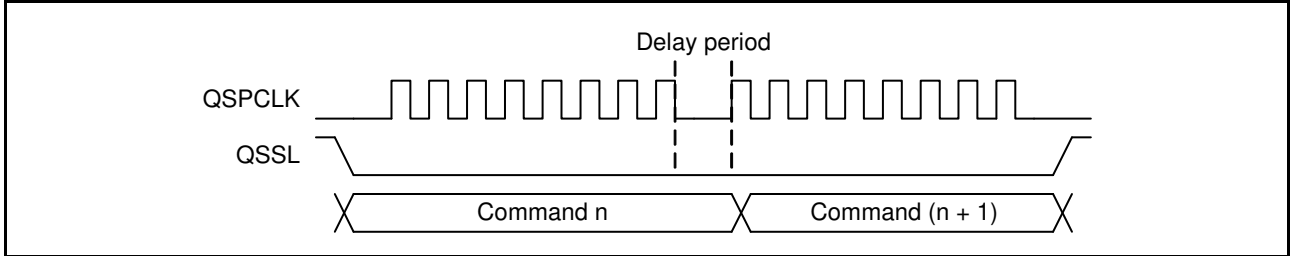 Delay period
QSPCLK
QSSL
Command n
Command (n + 1)